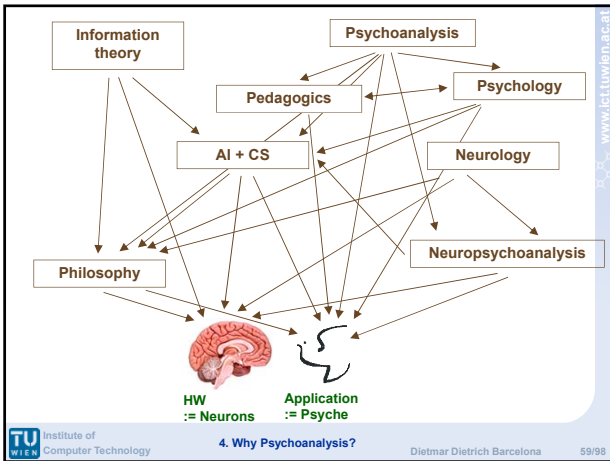 Information
theory
Psychoanalysis
Psychology
Pedagogics
AI + CS
Neurology
Neuropsychoanalysis
Philosophy
HW
:= Neurons
Application
:= Psyche
www.ict.tuwien.ac.at
TU
WIEN
Institute of
Computer Technology
4. Why Psychoanalysis?
Dietmar Dietrich Barcelona
59/98